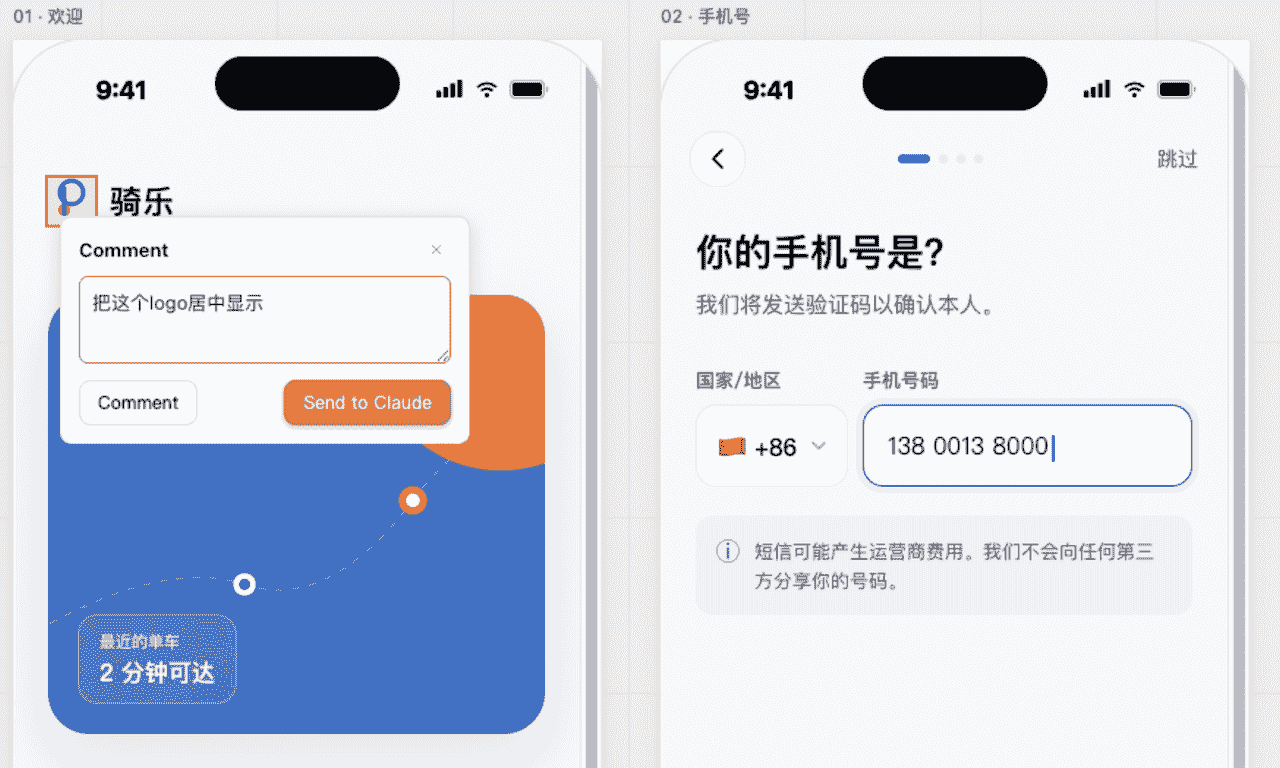 01 · 欢迎
9:41
骑乐
Comment
×
把这个logo居中显示
Comment
Send to Claude
最近的单车
2 分钟可达
02 · 手机号
9:41
跳过
你的手机号是?
我们将发送验证码以确认本人。
国家/地区
手机号码
+86
138 0013 8000
短信可能产生运营商费用。我们不会向任何第三
方分享你的号码。